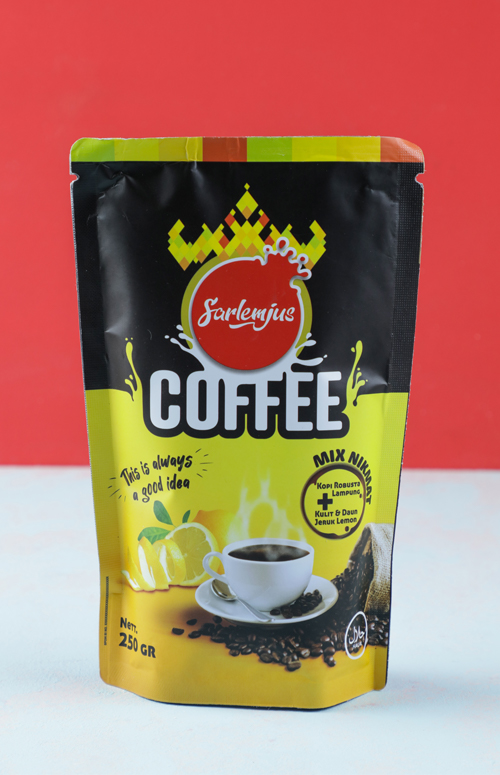 Sarlemjus
COFFEE
This is always
a good idea
MIX NIKMAT
Kopi Robusta
Lampung
+
Kulit & Daun
Jeruk Lemon
Nett.
250 GR
حلال